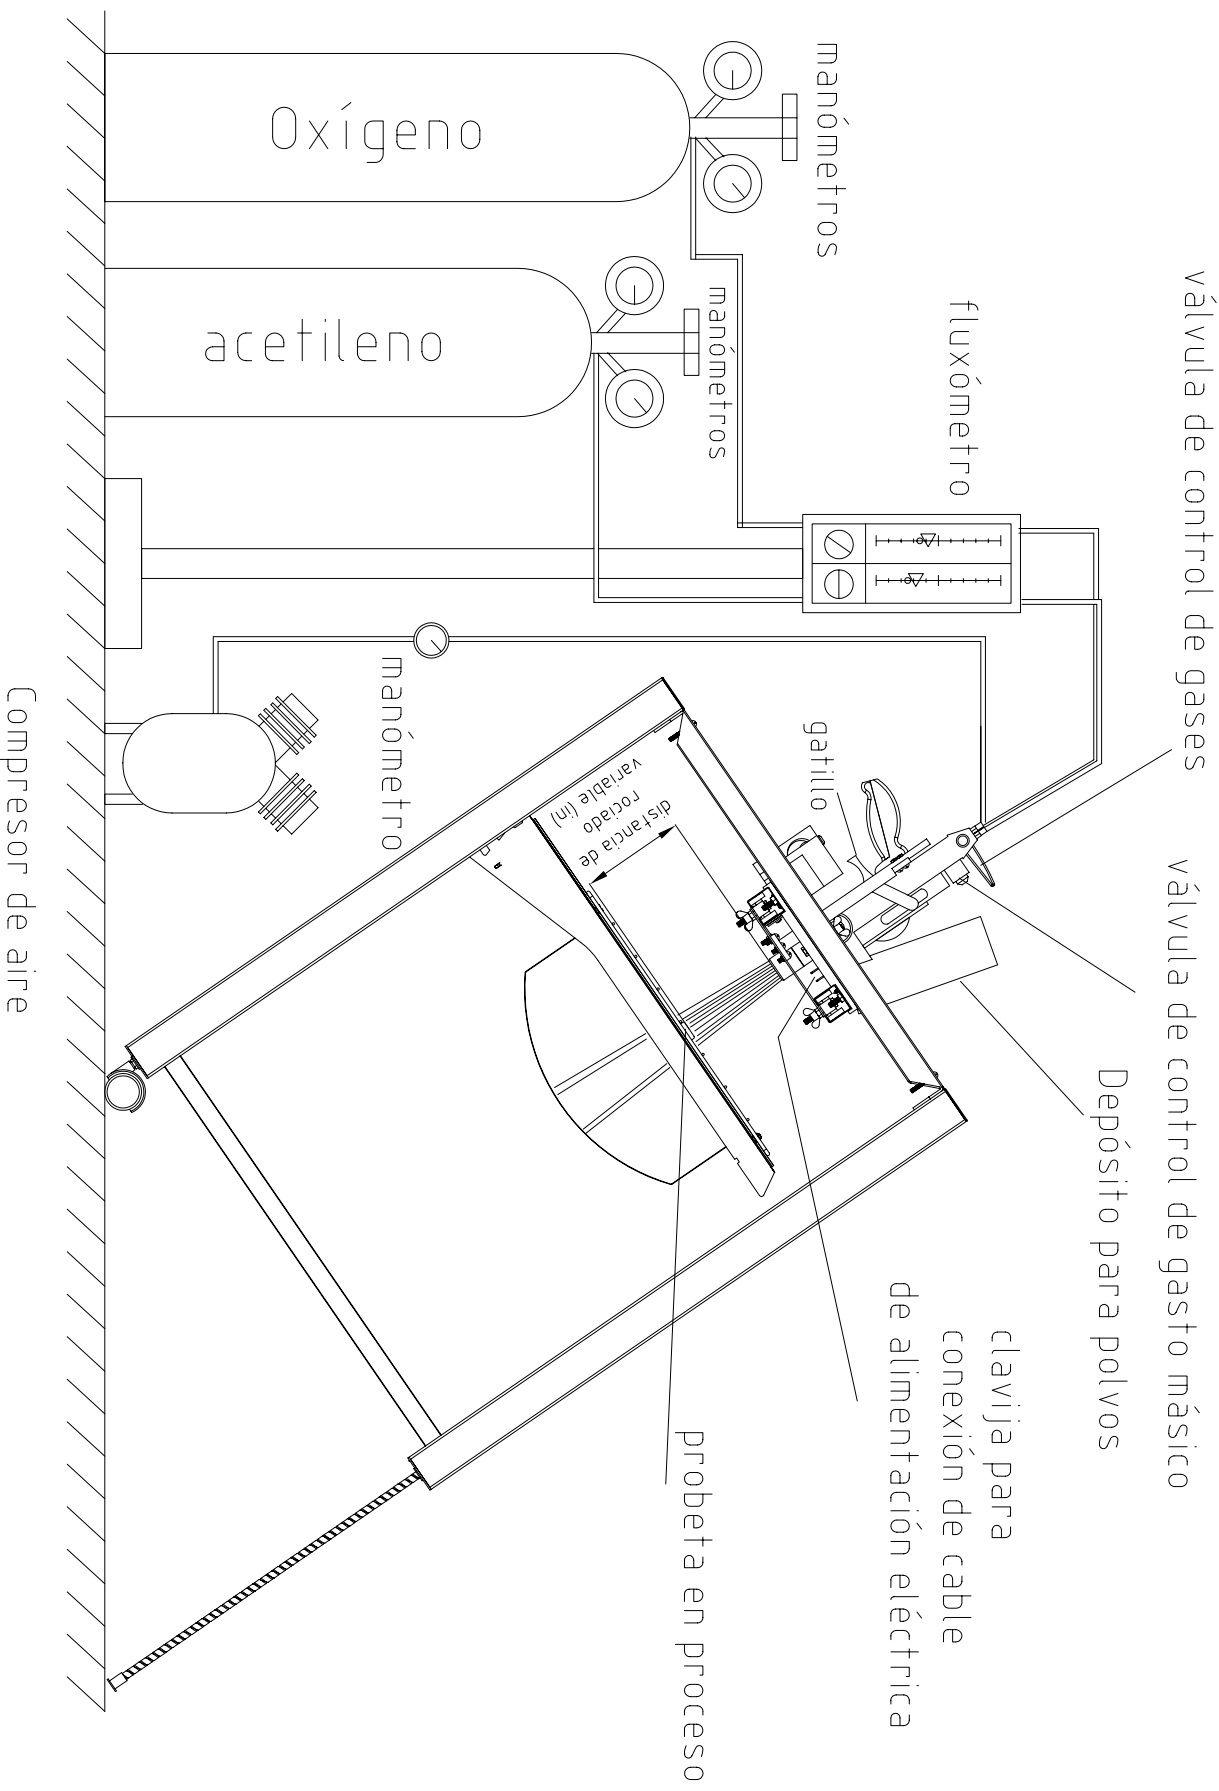 Oxígeno
manómetros
acetileno
manómetros
fluxómetro
válvula de control de gases
manómetro
Compresor de aire
gatillo
distancia de
rociado
variable (in)
válvula de control de gasto másico
Depósito para polvos
clavija para
conexión de cable
de alimentación eléctrica
probeta en proceso